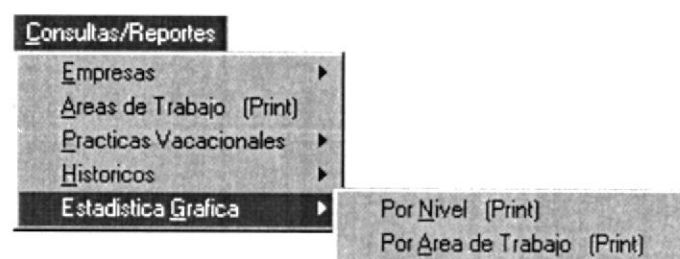 Consultas/Reportes
Empresas
Areas de Trabajo (Print)
Practicas Vacacionales
Historicos
Estadistica Grafica
Por Nivel (Print)
Por Area de Trabajo (Print)